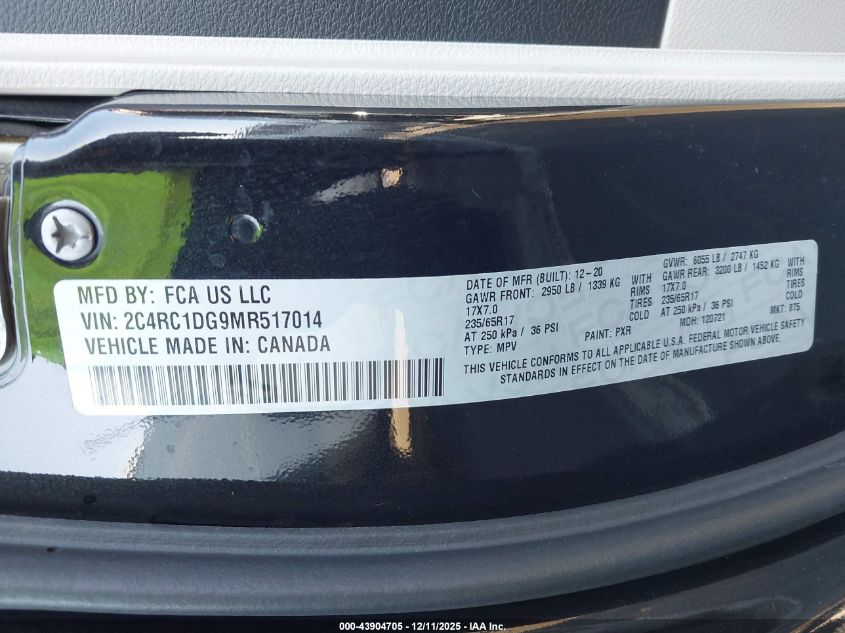 MFD BY: FCA US LLC
VIN: 2C4RC1DG9MR517014
VEHICLE MADE IN: CANADA
DATE OF MFR (BUILT): 12-20
GAWR FRONT: 2950 LB / 1339 KG
17X7.0 RIMS
235/65R17 TIRES
AT 250 kPa / 36 PSI COLD
TYPE: MPV PAINT: PXR
GVWR: 6055 LB / 2747 KG
GAWR REAR: 3200 LB / 1452 KG
17X7.0 RIMS
235/65R17 TIRES
AT 250 kPa / 36 PSI COLD
MDH: 120721 MKT: 875
THIS VEHICLE CONFORMS TO ALL APPLICABLE U.S.A. FEDERAL MOTOR VEHICLE SAFETY
STANDARDS IN EFFECT ON THE DATE OF MANUFACTURE SHOWN ABOVE.
000-43904705 - 12/11/2025 - IAA Inc.